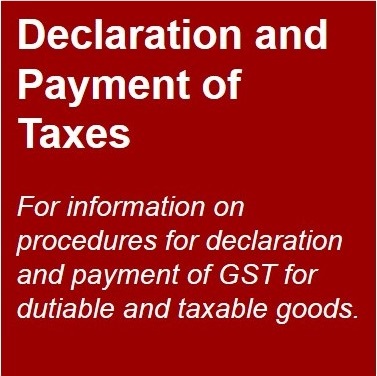 Declaration and
Payment of
Taxes
For information on
procedures for declaration
and payment of GST for
dutiable and taxable goods.